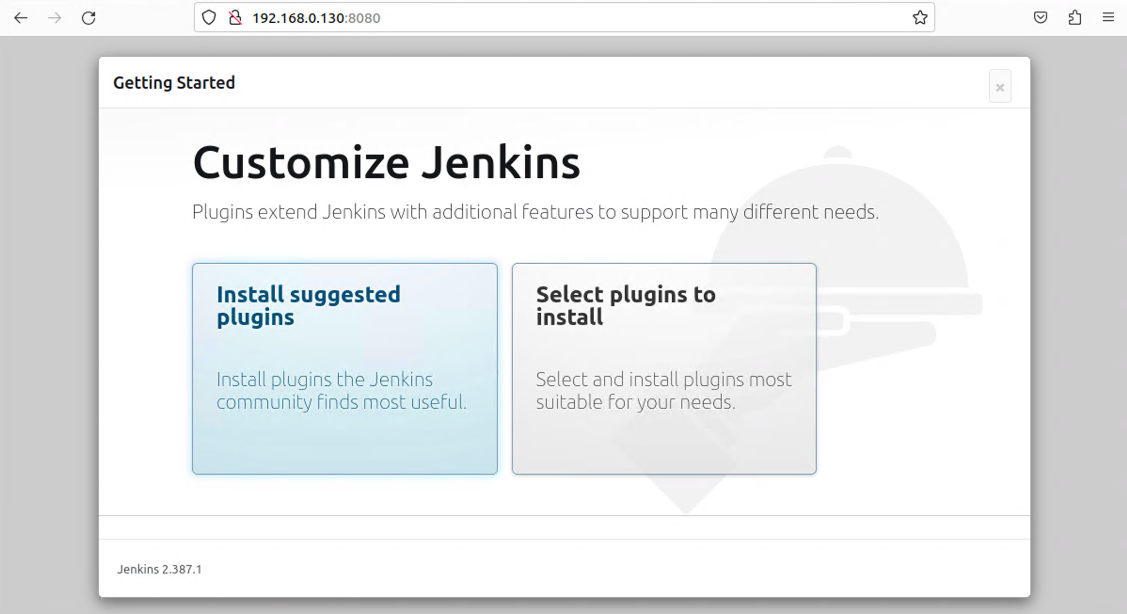 192.168.0.130:8080
Getting Started
×
Customize Jenkins
Plugins extend Jenkins with additional features to support many different needs.
Install suggested
plugins
Install plugins the Jenkins
community finds most useful.
Select plugins to
install
Select and install plugins most
suitable for your needs.
Jenkins 2.387.1